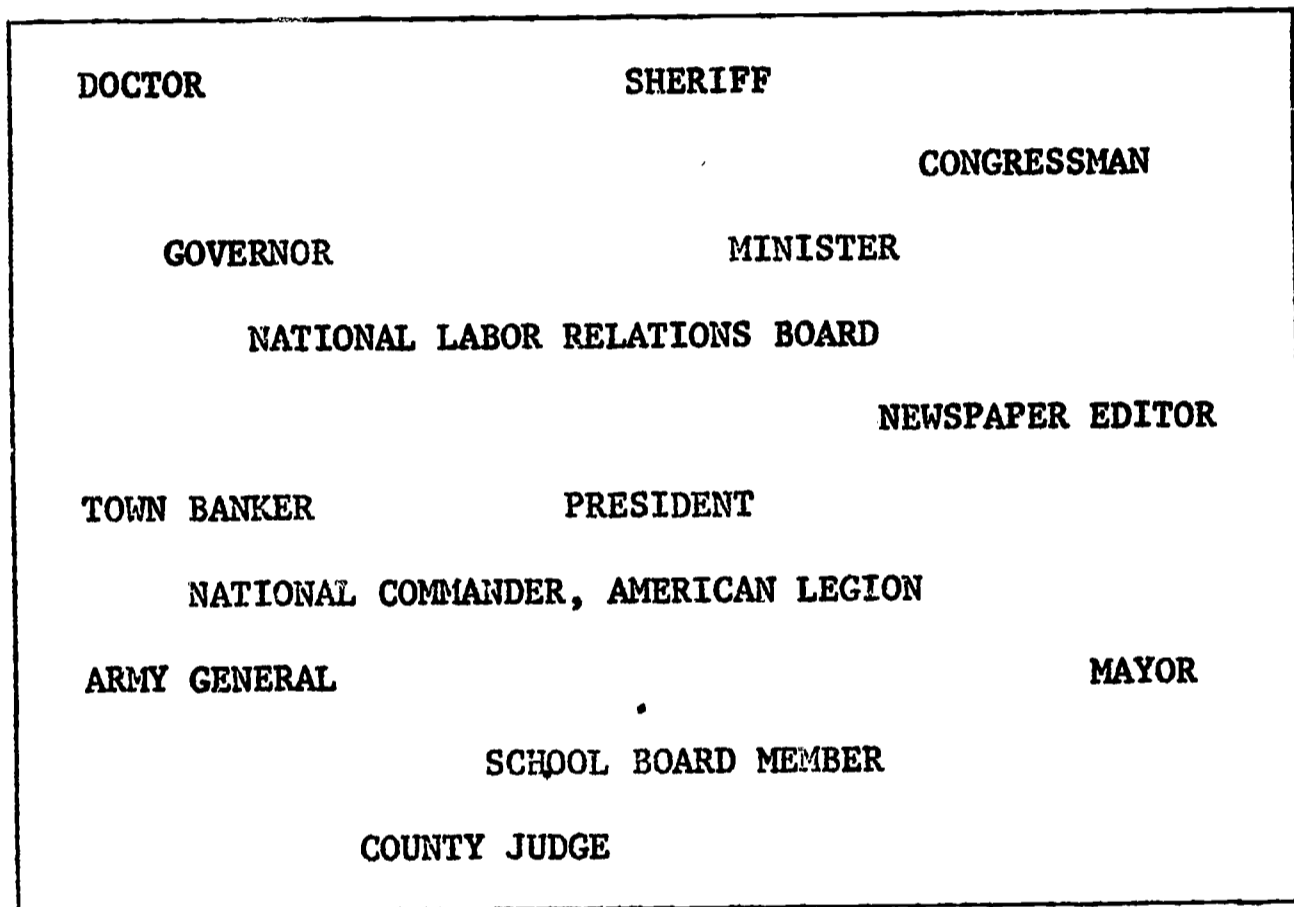 DOCTOR SHERIFF
CONGRESSMAN
GOVERNOR MINISTER
NATIONAL LABOR RELATIONS BOARD
NEWSPAPER EDITOR
TOWN BANKER PRESIDENT
NATIONAL COMMANDER, AMERICAN LEGION
ARMY GENERAL MAYOR
SCHOOL BOARD MEMBER
COUNTY JUDGE